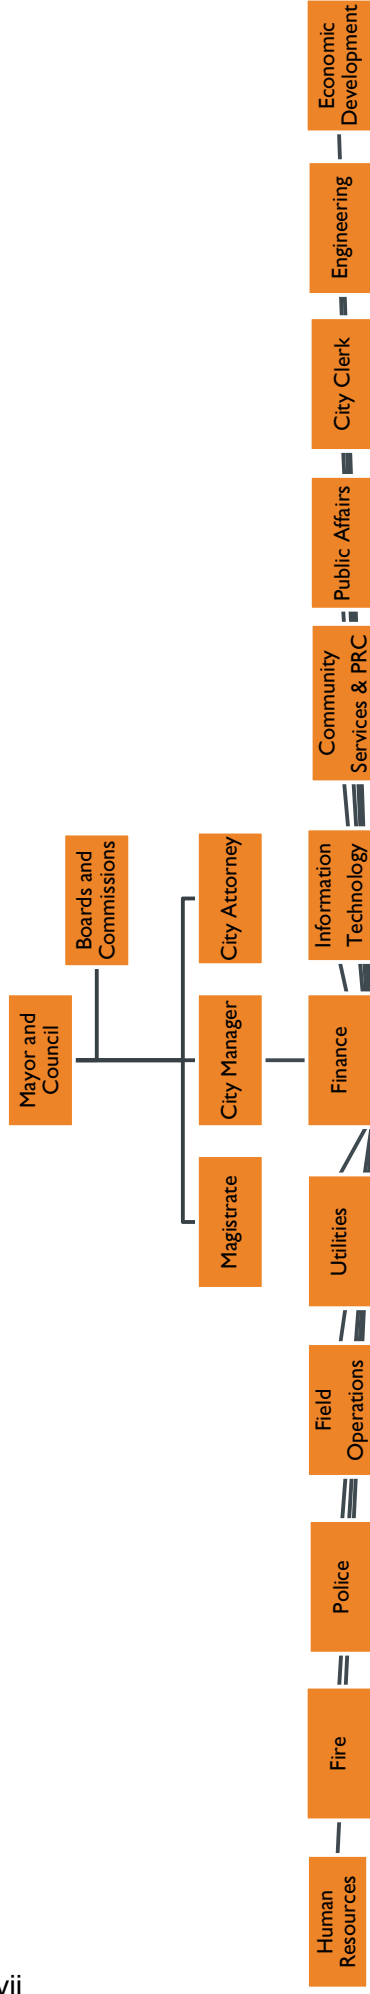 Mayor and
Council
Boards and
Commissions
Magistrate
City Manager
City Attorney
Human
Resources
Fire
Police
Field
Operations
Utilities
Finance
Information
Technology
Community
Services & PRC
Public Affairs
City Clerk
Engineering
Economic
Development
vii